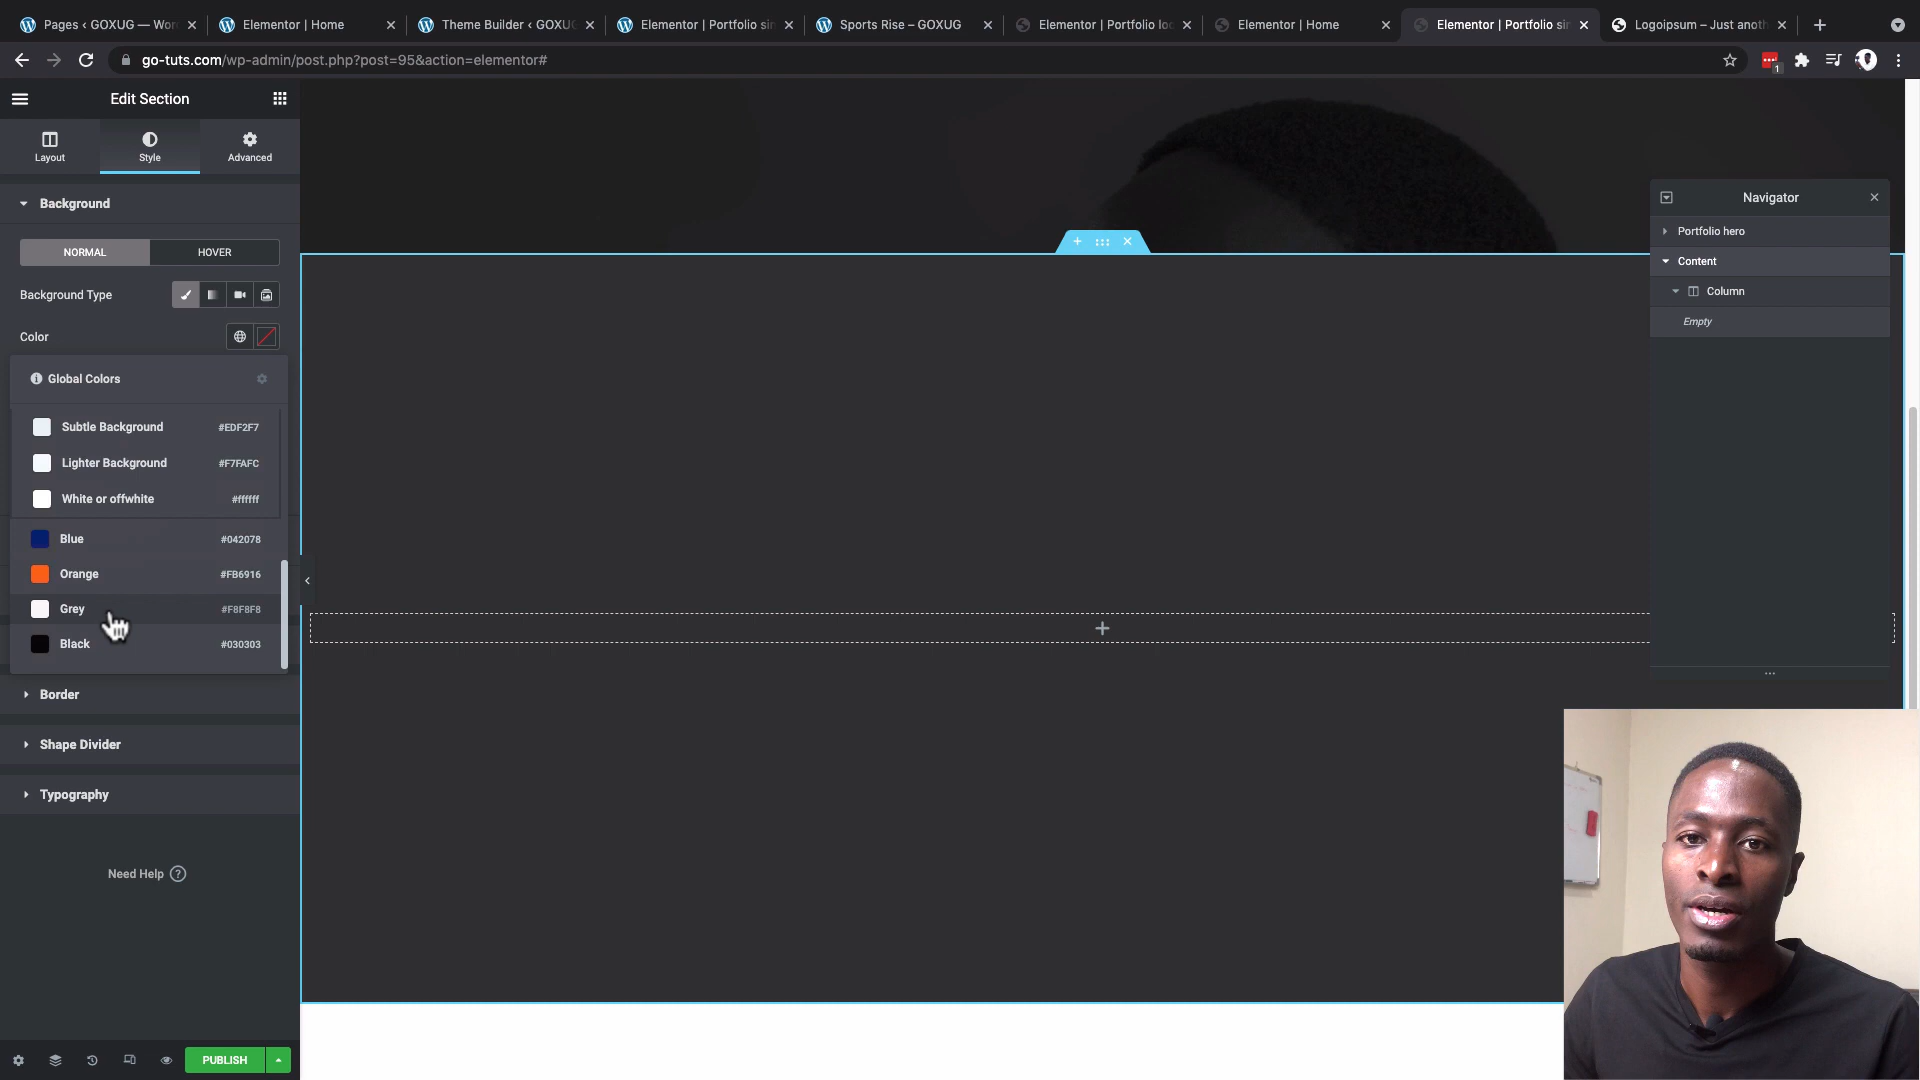 Pages ‹ GOXUG — Wor
Elementor | Home
Theme Builder ‹ GOXUG
Elementor | Portfolio sin
Sports Rise – GOXUG
Elementor | Portfolio loo
Elementor | Home
Elementor | Portfolio sin
Logoipsum – Just anoth
go-tuts.com/wp-admin/post.php?post=95&action=elementor#
1
Edit Section
Layout
Style
Advanced
Background
NORMAL
HOVER
Background Type
Color
Global Colors
Subtle Background #EDF2F7
Lighter Background #F7FAFC
White or offwhite #ffffff
Blue #042078
Orange #FB6916
Grey #F8F8F8
Black #030303
Border
Shape Divider
Typography
Need Help
PUBLISH
Navigator
Portfolio hero
Content
Column
Empty